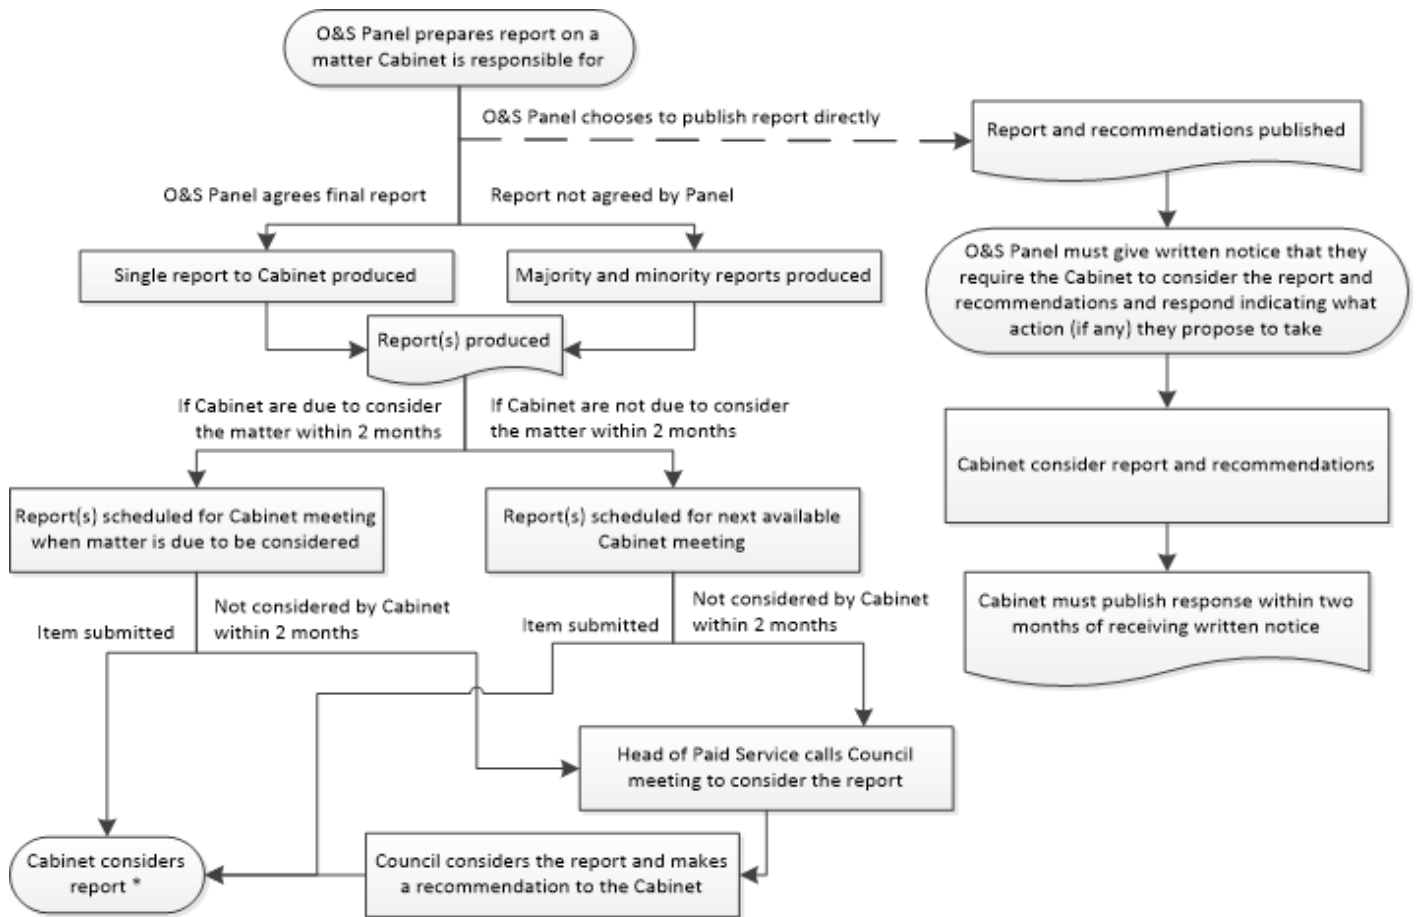 O&S Panel prepares report on a
matter Cabinet is responsible for
O&S Panel chooses to publish report directly
Report and recommendations published
O&S Panel agrees final report
Report not agreed by Panel
Single report to Cabinet produced
Majority and minority reports produced
O&S Panel must give written notice that they
require the Cabinet to consider the report and
recommendations and respond indicating what
action (if any) they propose to take
Report(s) produced
If Cabinet are due to consider
the matter within 2 months
If Cabinet are not due to consider
the matter within 2 months
Cabinet consider report and recommendations
Report(s) scheduled for Cabinet meeting
when matter is due to be considered
Report(s) scheduled for next available
Cabinet meeting
Item submitted
Not considered by Cabinet
within 2 months
Item submitted
Not considered by Cabinet
within 2 months
Cabinet must publish response within two
months of receiving written notice
Head of Paid Service calls Council
meeting to consider the report
Cabinet considers
report *
Council considers the report and makes
a recommendation to the Cabinet